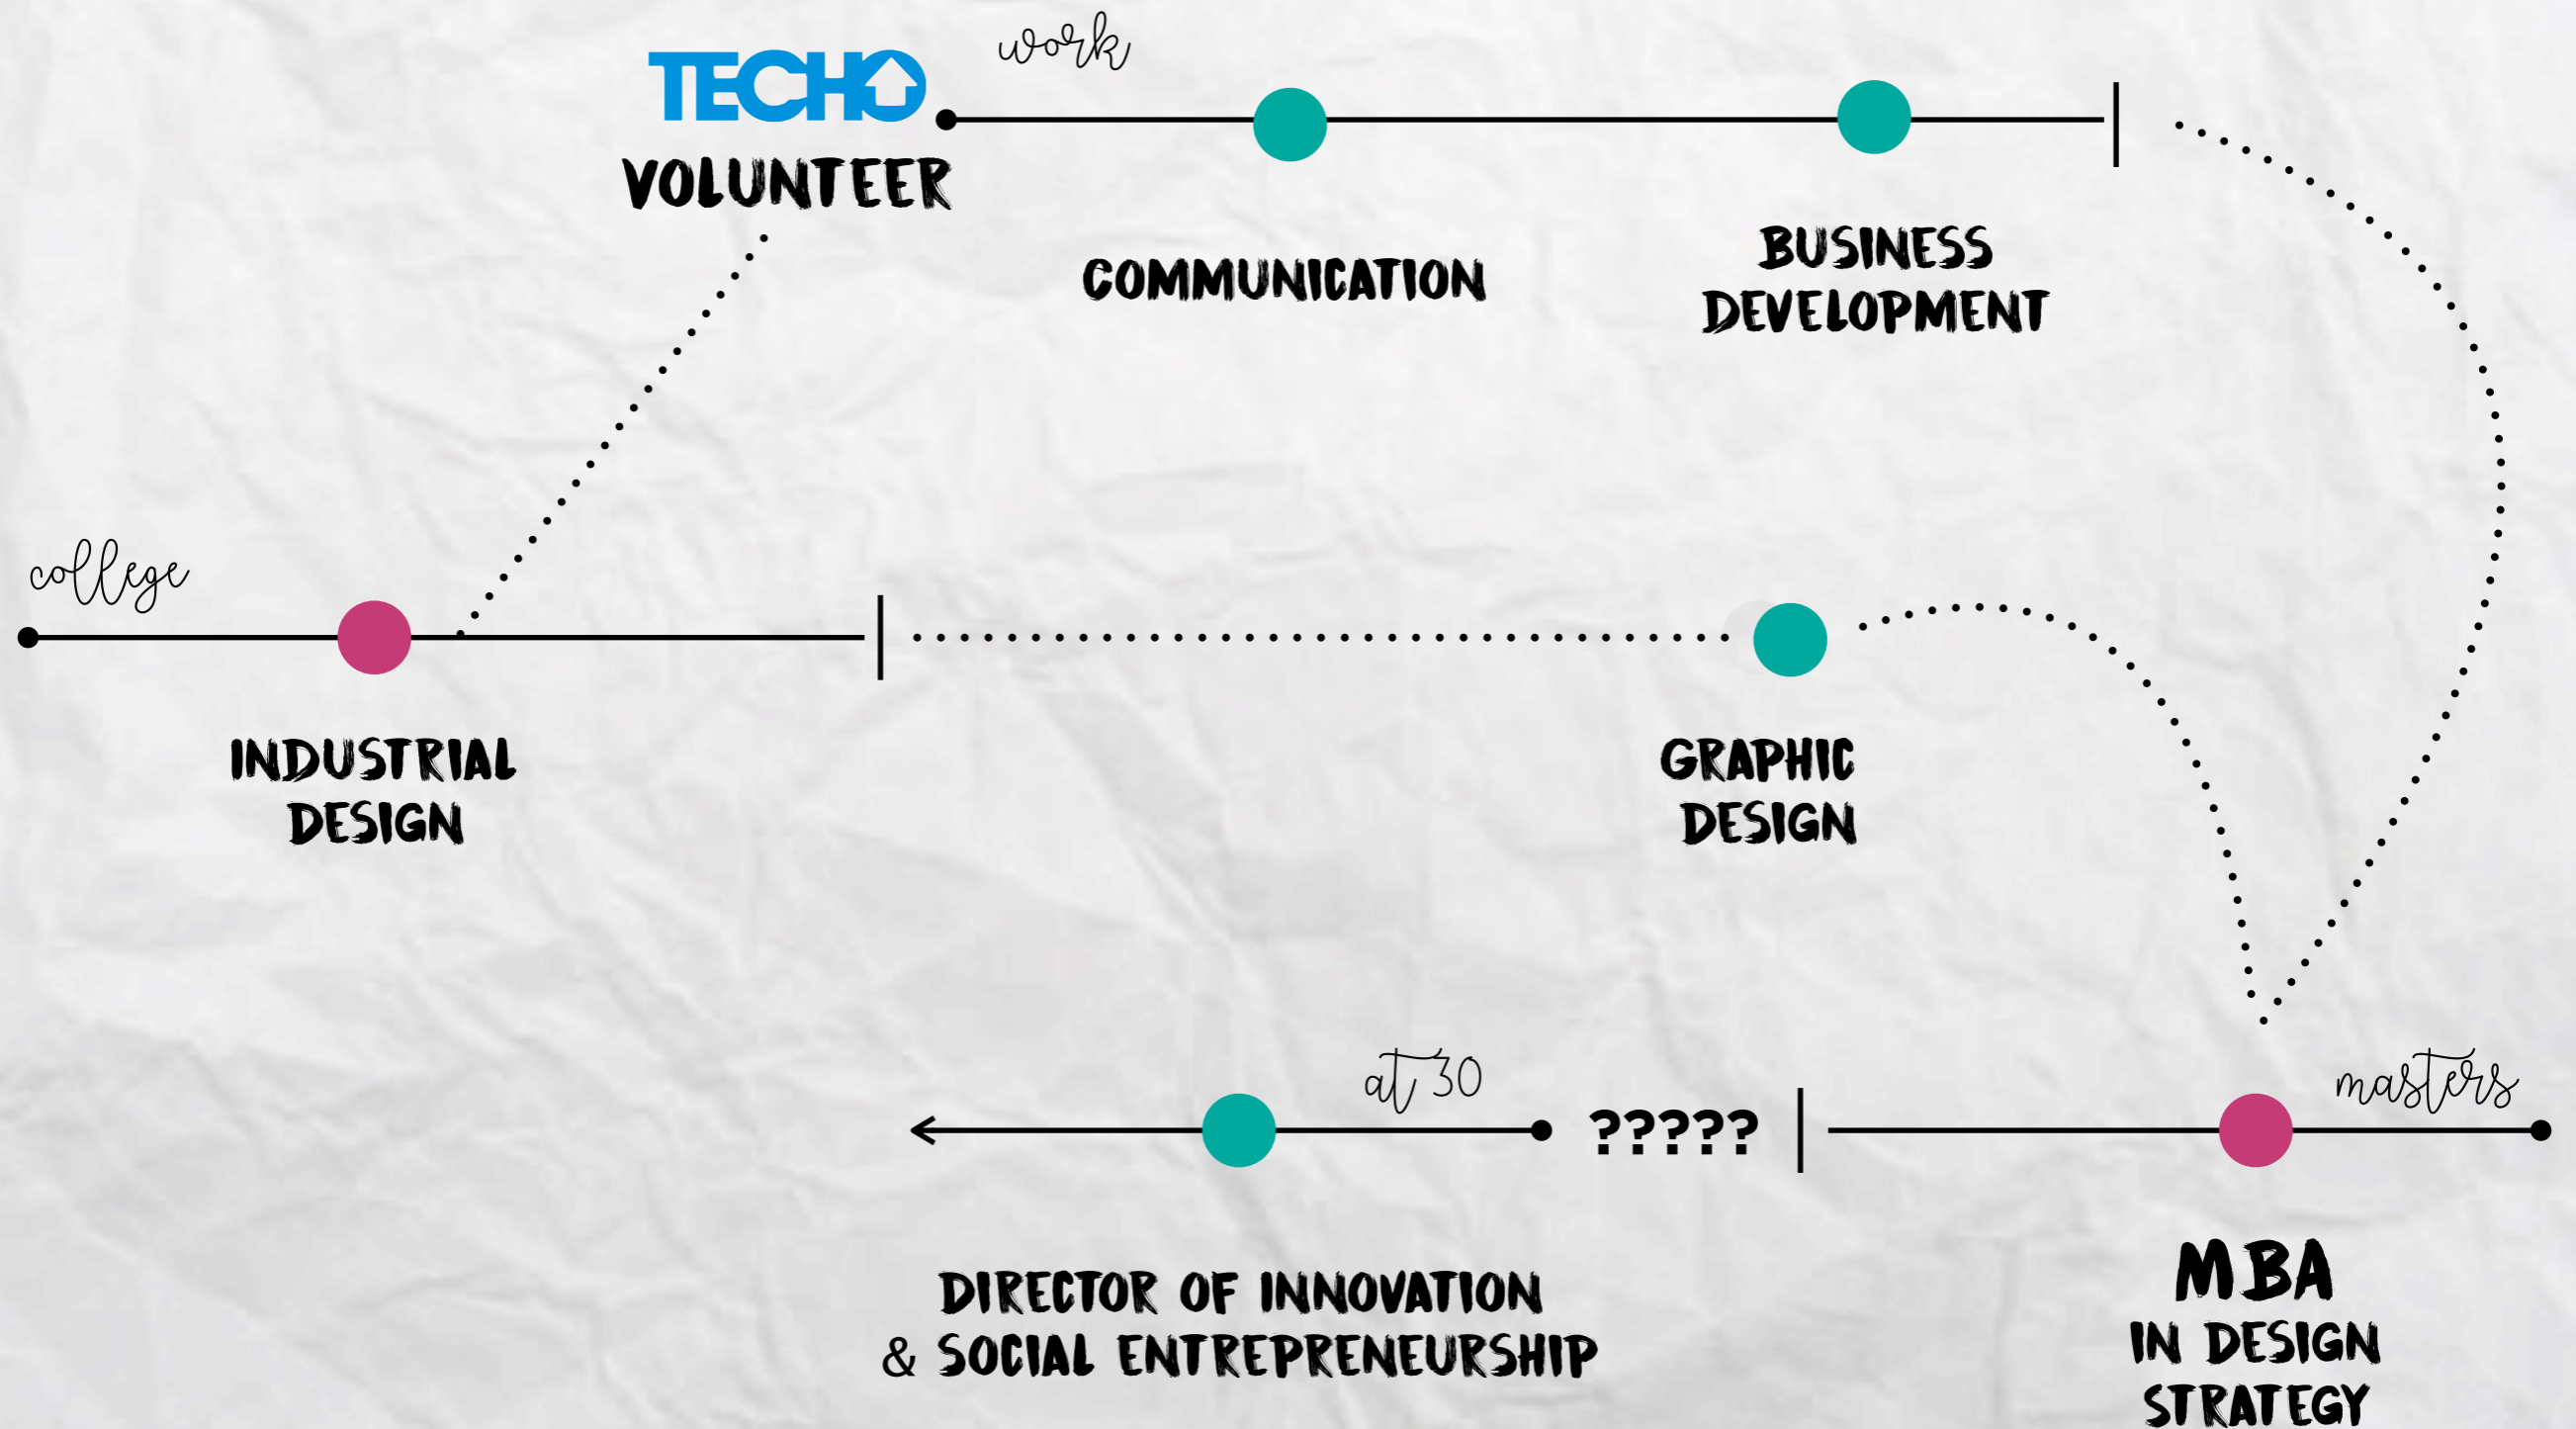 TECHO
VOLUNTEER
work
COMMUNICATION
BUSINESS
DEVELOPMENT
college
INDUSTRIAL
DESIGN
GRAPHIC
DESIGN
at 30
?????
masters
DIRECTOR OF INNOVATION
& SOCIAL ENTREPRENEURSHIP
MBA
IN DESIGN
STRATEGY